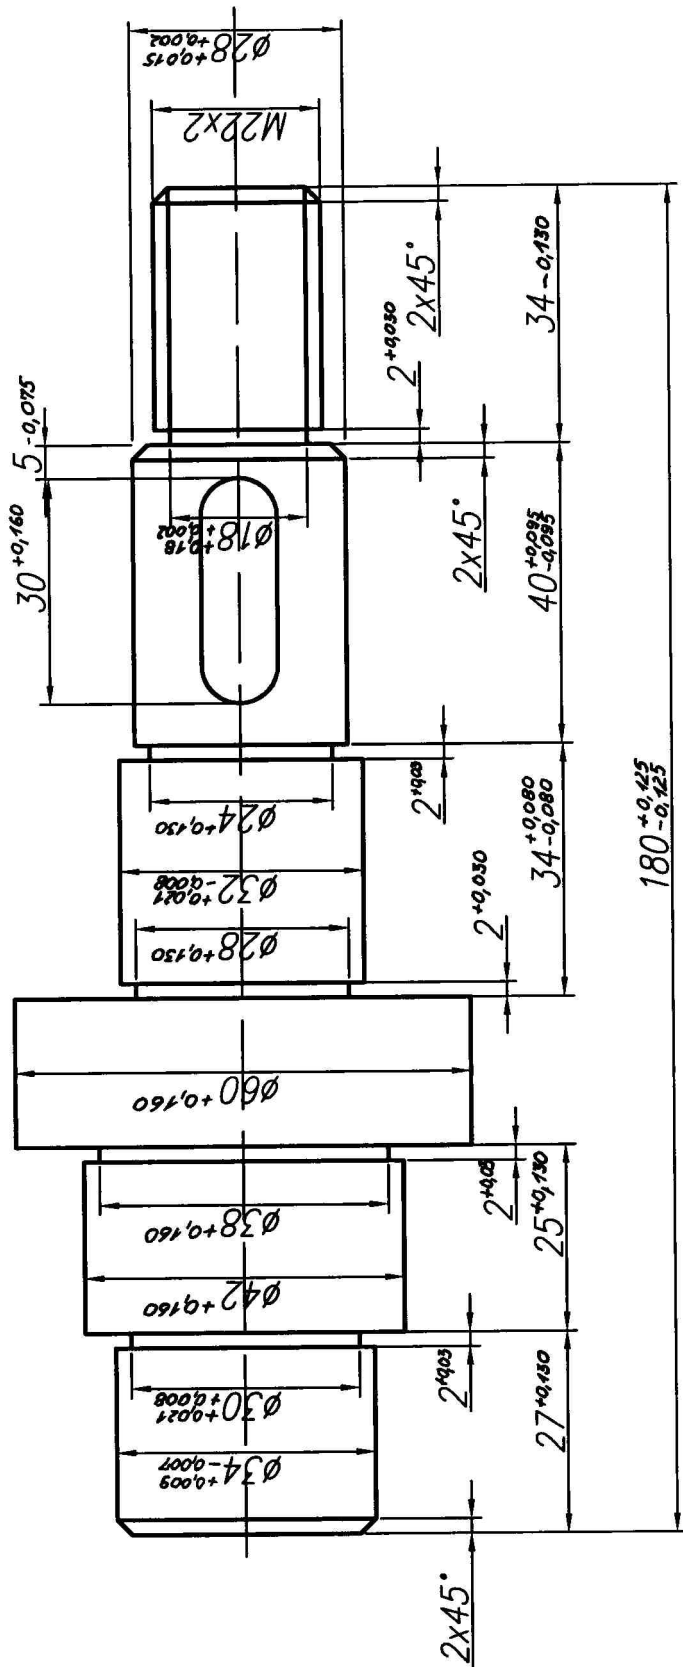 Ø28 +0,015 +0,002
M22x2
2x45°
34 -0,130
2 +0,030
5 -0,075
30 +0,160
Ø18 +0,18 +0,002
2x45°
40 +0,095 -0,095
180 +0,125 -0,125
2 +0,03
Ø24 +0,130
Ø32 +0,021 -0,008
Ø28 +0,130
34 +0,080 -0,080
2 +0,030
Ø60 +0,160
2 +0,03
25 +0,130
Ø38 +0,160
Ø42 +0,160
2 +0,03
27 +0,130
Ø30 +0,021 +0,008
Ø34 +0,009 -0,007
2x45°